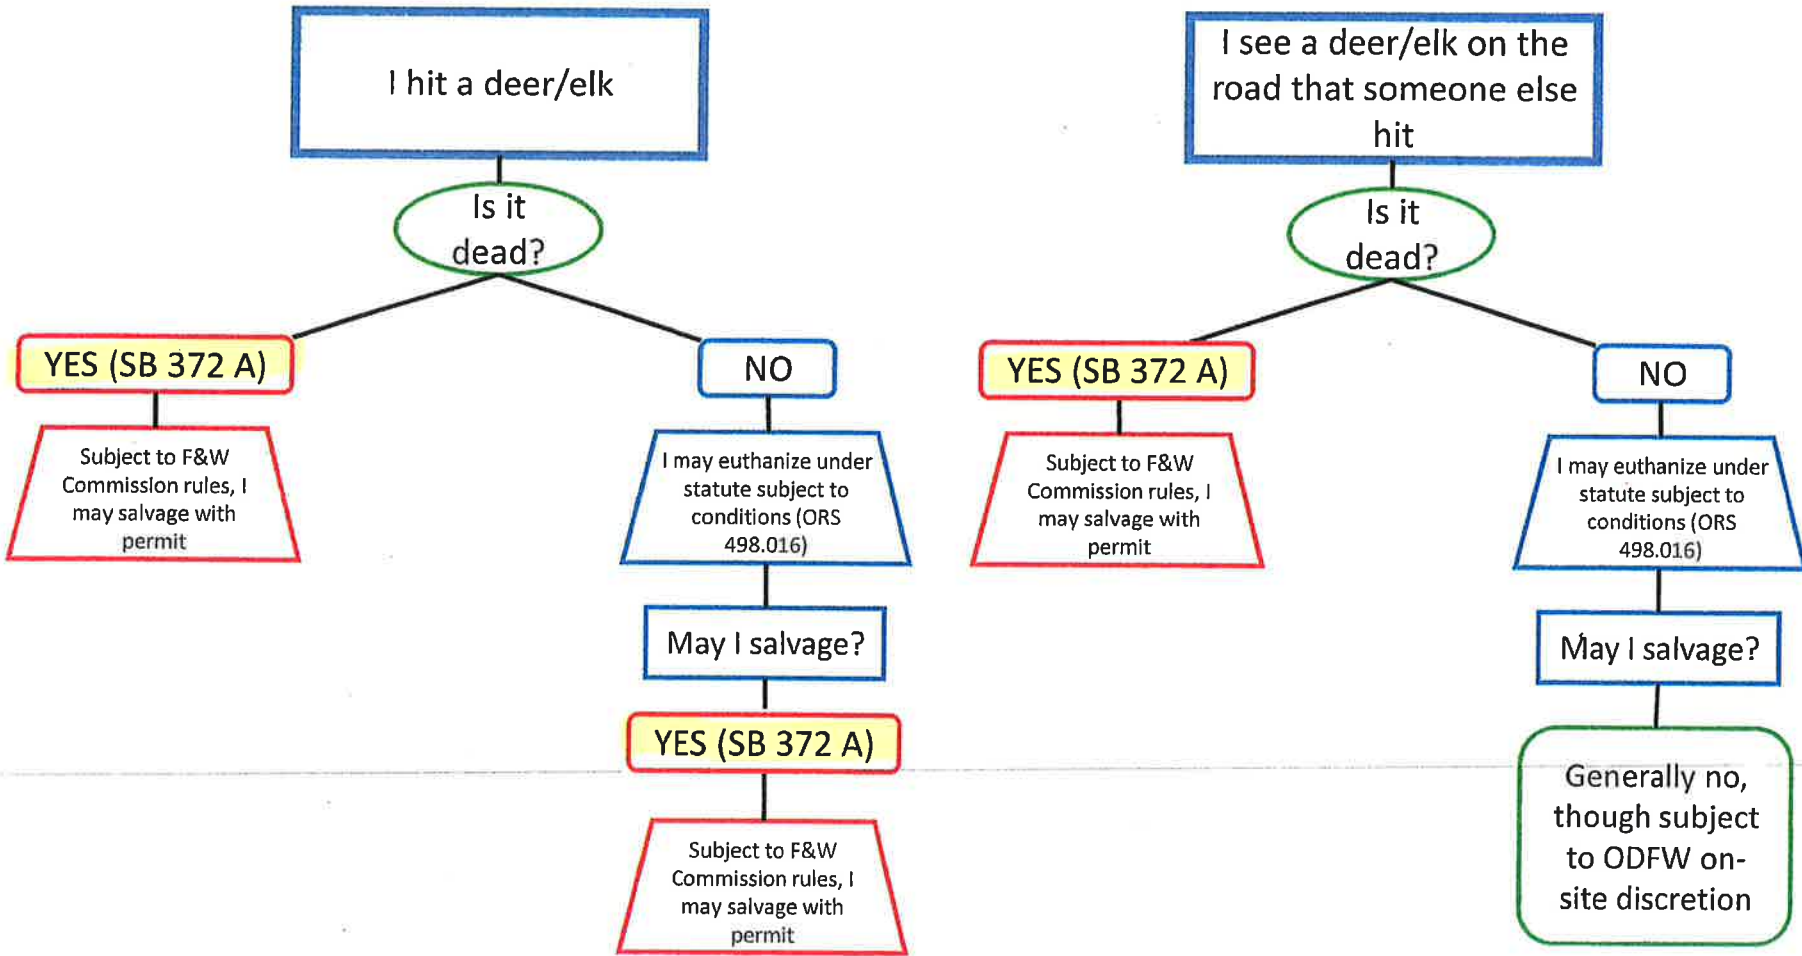 I hit a deer/elk
Is it
dead?
YES (SB 372 A)
Subject to F&W
Commission rules, I
may salvage with
permit
NO
I may euthanize under
statute subject to
conditions (ORS
498.016)
May I salvage?
YES (SB 372 A)
Subject to F&W
Commission rules, I
may salvage with
permit
I see a deer/elk on the
road that someone else
hit
Is it
dead?
YES (SB 372 A)
Subject to F&W
Commission rules, I
may salvage with
permit
NO
I may euthanize under
statute subject to
conditions (ORS
498.016)
May I salvage?
Generally no,
though subject
to ODFW on-
site discretion